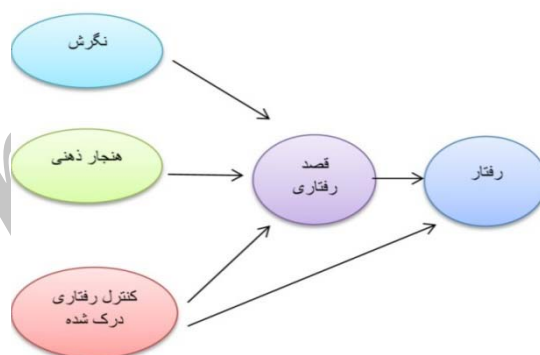 نگرش
هنجار ذهنی
قصد
رفتاری
رفتار
کنترل رفتاری
درک شده